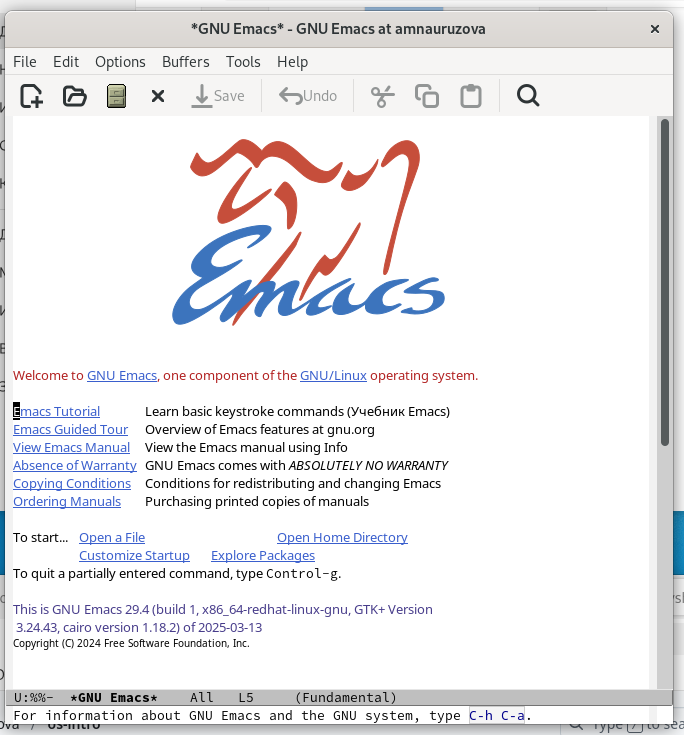 *GNU Emacs* - GNU Emacs at amnauruzova
File Edit Options Buffers Tools Help
Save Undo
Emacs
Welcome to GNU Emacs, one component of the GNU/Linux operating system.
Emacs Tutorial Learn basic keystroke commands (Учебник Emacs)
Emacs Guided Tour Overview of Emacs features at gnu.org
View Emacs Manual View the Emacs manual using Info
Absence of Warranty GNU Emacs comes with ABSOLUTELY NO WARRANTY
Copying Conditions Conditions for redistributing and changing Emacs
Ordering Manuals Purchasing printed copies of manuals
To start... Open a File Open Home Directory
Customize Startup Explore Packages
To quit a partially entered command, type Control-g.
This is GNU Emacs 29.4 (build 1, x86_64-redhat-linux-gnu, GTK+ Version
3.24.43, cairo version 1.18.2) of 2025-03-13
Copyright (C) 2024 Free Software Foundation, Inc.
U:%%- *GNU Emacs* All L5 (Fundamental)
For information about GNU Emacs and the GNU system, type C-h C-a.